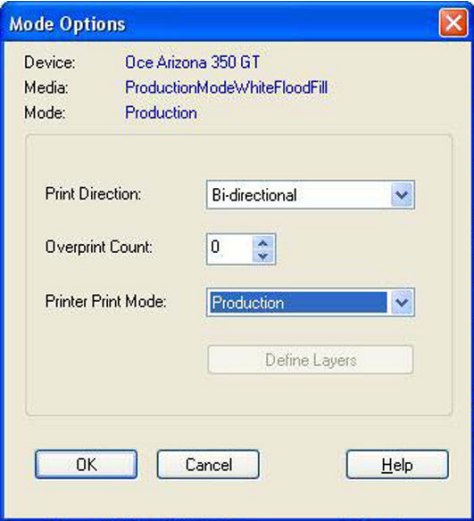 Mode Options
Device: Oce Arizona 350 GT
Media: ProductionModeWhiteFloodFill
Mode: Production
Print Direction: Bi-directional
Overprint Count: 0
Printer Print Mode: Production
Define Layers
OK Cancel Help